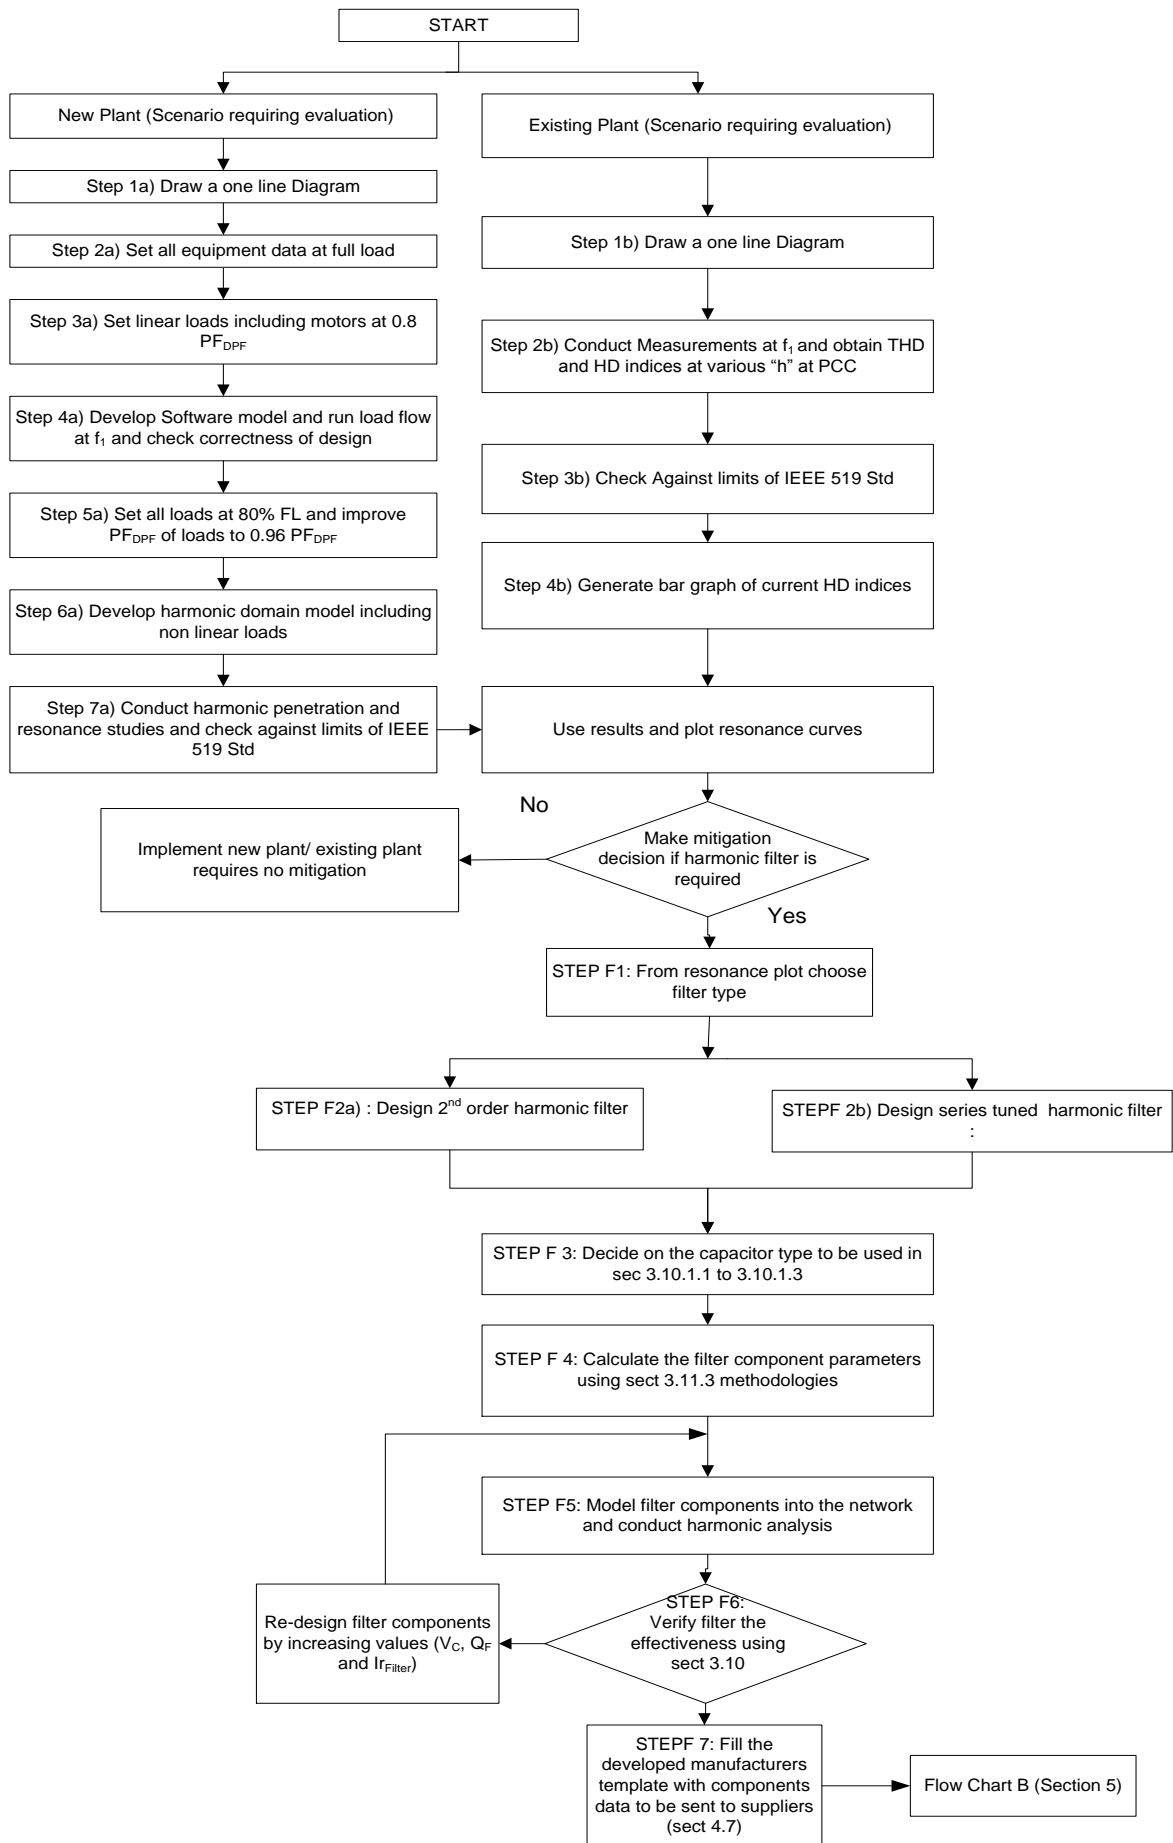 START
New Plant (Scenario requiring evaluation)
Step 1a) Draw a one line Diagram
Step 2a) Set all equipment data at full load
Step 3a) Set linear loads including motors at 0.8
PFDPF
Step 4a) Develop Software model and run load flow
at f1 and check correctness of design
Step 5a) Set all loads at 80% FL and improve
PFDPF of loads to 0.96 PFDPF
Step 6a) Develop harmonic domain model including
non linear loads
Step 7a) Conduct harmonic penetration and
resonance studies and check against limits of IEEE
519 Std
Existing Plant (Scenario requiring evaluation)
Step 1b) Draw a one line Diagram
Step 2b) Conduct Measurements at f1 and obtain THD
and HD indices at various “h” at PCC
Step 3b) Check Against limits of IEEE 519 Std
Step 4b) Generate bar graph of current HD indices
Use results and plot resonance curves
No
Make mitigation
decision if harmonic filter is
required
Implement new plant/ existing plant
requires no mitigation
Yes
STEP F1: From resonance plot choose
filter type
STEP F2a) : Design 2nd order harmonic filter
STEPF 2b) Design series tuned harmonic filter
:
STEP F 3: Decide on the capacitor type to be used in
sec 3.10.1.1 to 3.10.1.3
STEP F 4: Calculate the filter component parameters
using sect 3.11.3 methodologies
STEP F5: Model filter components into the network
and conduct harmonic analysis
STEP F6:
Verify filter the
effectiveness using
sect 3.10
Re-design filter components
by increasing values (VC, QF
and IrFilter)
STEPF 7: Fill the
developed manufacturers
template with components
data to be sent to suppliers
(sect 4.7)
Flow Chart B (Section 5)